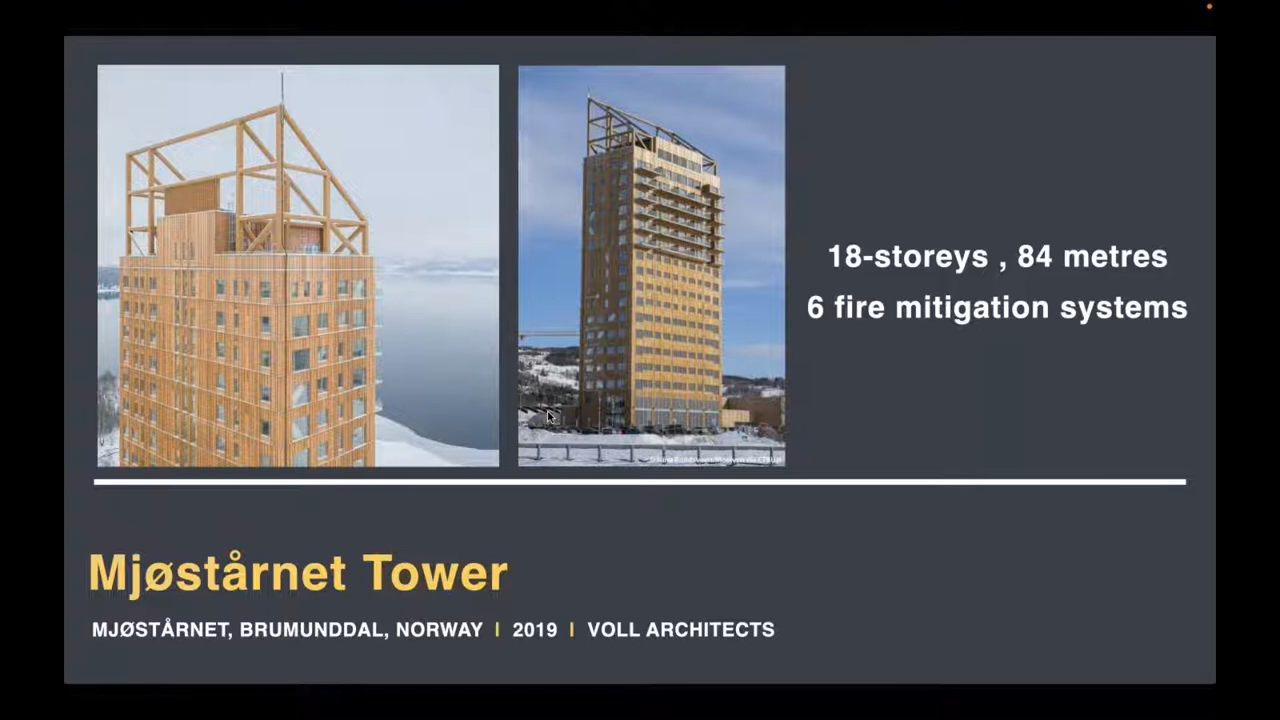 18-storeys , 84 metres
6 fire mitigation systems
Mjøstårnet Tower
MJØSTÅRNET, BRUMUNDDAL, NORWAY I 2019 I VOLL ARCHITECTS